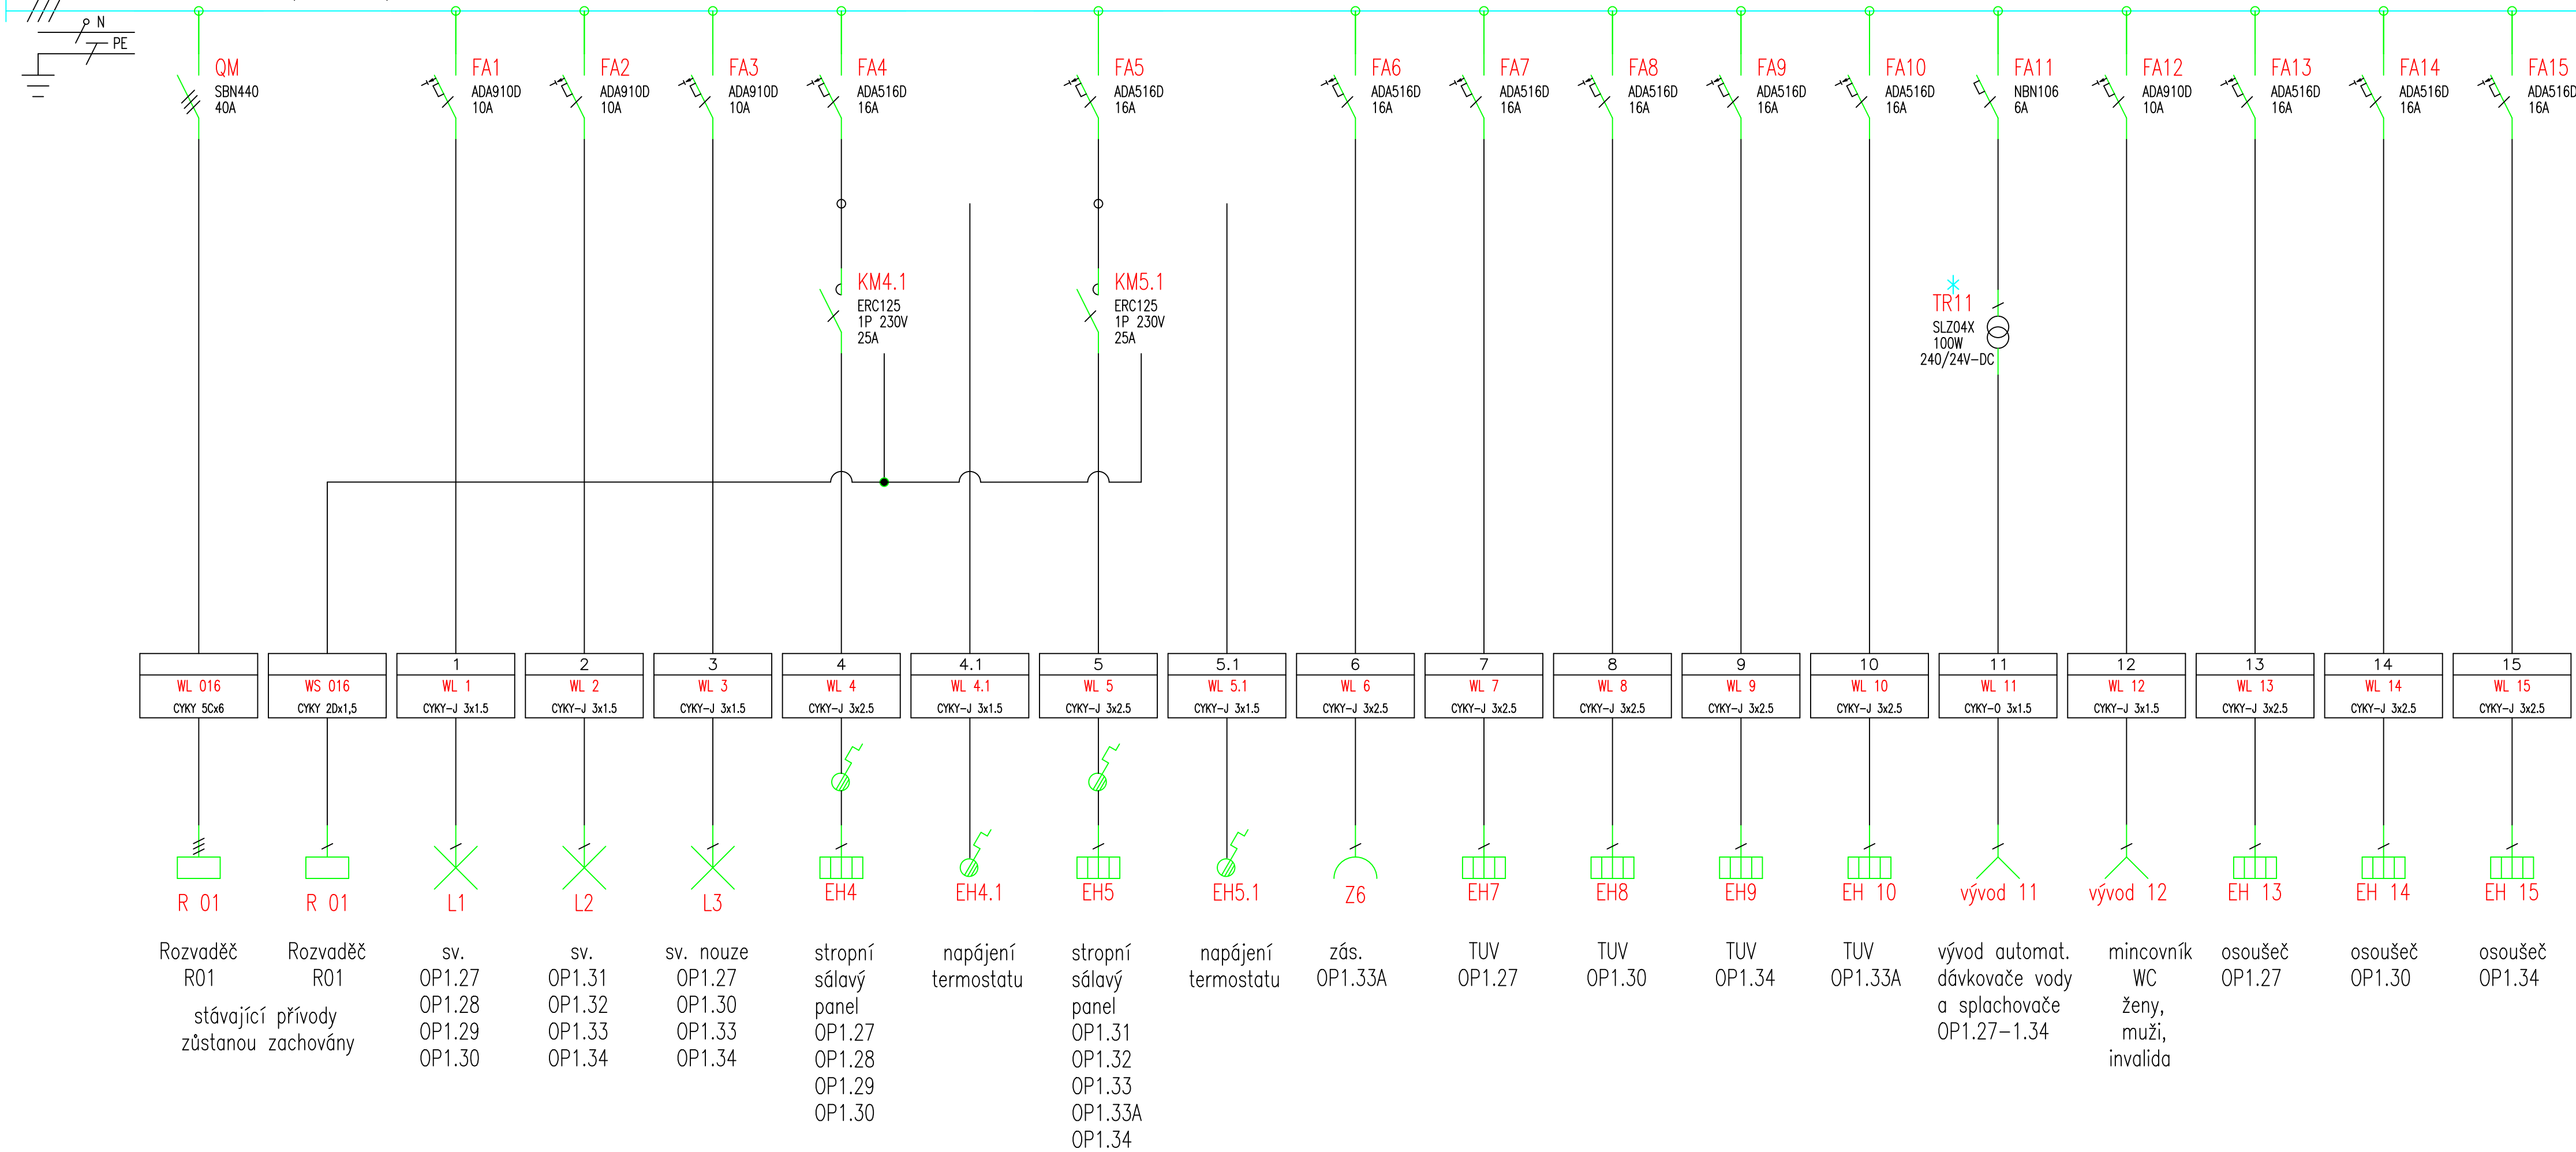 N
PE
QM
SBN440
40A
FA1
ADA910D
10A
FA2
ADA910D
10A
FA3
ADA910D
10A
FA4
ADA516D
16A
FA5
ADA516D
16A
FA6
ADA516D
16A
FA7
ADA516D
16A
FA8
ADA516D
16A
FA9
ADA516D
16A
FA10
ADA516D
16A
FA11
NBN106
6A
FA12
ADA910D
10A
FA13
ADA516D
16A
FA14
ADA516D
16A
FA15
ADA516D
16A
KM4.1
ERC125
1P 230V
25A
KM5.1
ERC125
1P 230V
25A
TR11
SLZ04X
100W
240/24V-DC
WL 016
CYKY 5Cx6
WS 016
CYKY 2Dx1,5
1
WL 1
CYKY-J 3x1.5
2
WL 2
CYKY-J 3x1.5
3
WL 3
CYKY-J 3x1.5
4
WL 4
CYKY-J 3x2.5
4.1
WL 4.1
CYKY-J 3x1.5
5
WL 5
CYKY-J 3x2.5
5.1
WL 5.1
CYKY-J 3x1.5
6
WL 6
CYKY-J 3x2.5
7
WL 7
CYKY-J 3x2.5
8
WL 8
CYKY-J 3x2.5
9
WL 9
CYKY-J 3x2.5
10
WL 10
CYKY-J 3x2.5
11
WL 11
CYKY-O 3x1.5
12
WL 12
CYKY-J 3x1.5
13
WL 13
CYKY-J 3x2.5
14
WL 14
CYKY-J 3x2.5
15
WL 15
CYKY-J 3x2.5
R 01
R 01
L1
L2
L3
EH4
EH4.1
EH5
EH5.1
Z6
EH7
EH8
EH9
EH 10
vývod 11
vývod 12
EH 13
EH 14
EH 15
Rozvaděč
R01
Rozvaděč
R01
stávající přívody
zůstanou zachovány
sv.
OP1.27
OP1.28
OP1.29
OP1.30
sv.
OP1.31
OP1.32
OP1.33
OP1.34
sv. nouze
OP1.27
OP1.30
OP1.33
OP1.34
stropní
sálavý
panel
OP1.27
OP1.28
OP1.29
OP1.30
napájení
termostatu
stropní
sálavý
panel
OP1.31
OP1.32
OP1.33
OP1.33A
OP1.34
napájení
termostatu
zás.
OP1.33A
TUV
OP1.27
TUV
OP1.30
TUV
OP1.34
TUV
OP1.33A
vývod automat.
dávkovače vody
a splachovače
OP1.27-1.34
mincovník
WC
ženy,
muži,
invalida
osoušeč
OP1.27
osoušeč
OP1.30
osoušeč
OP1.34